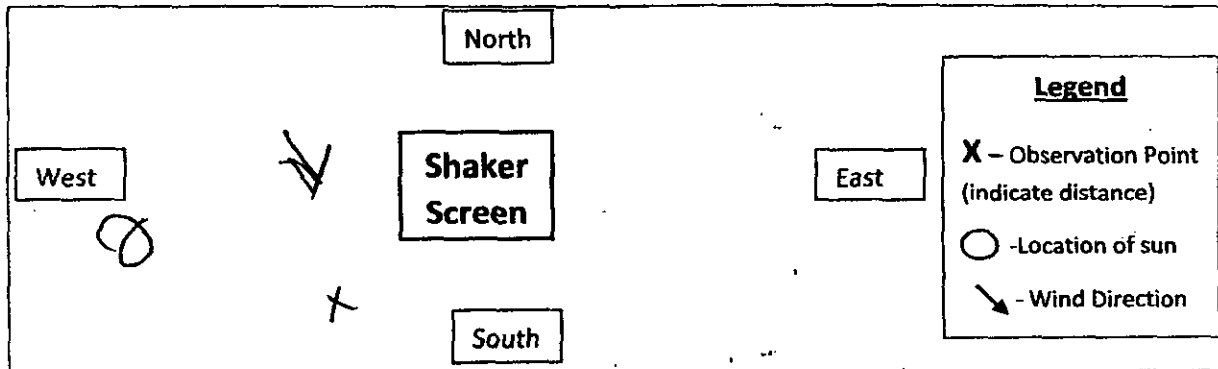 North
Legend
West
Shaker
Screen
East
X – Observation Point
(indicate distance)
-Location of sun
- Wind Direction
X
South